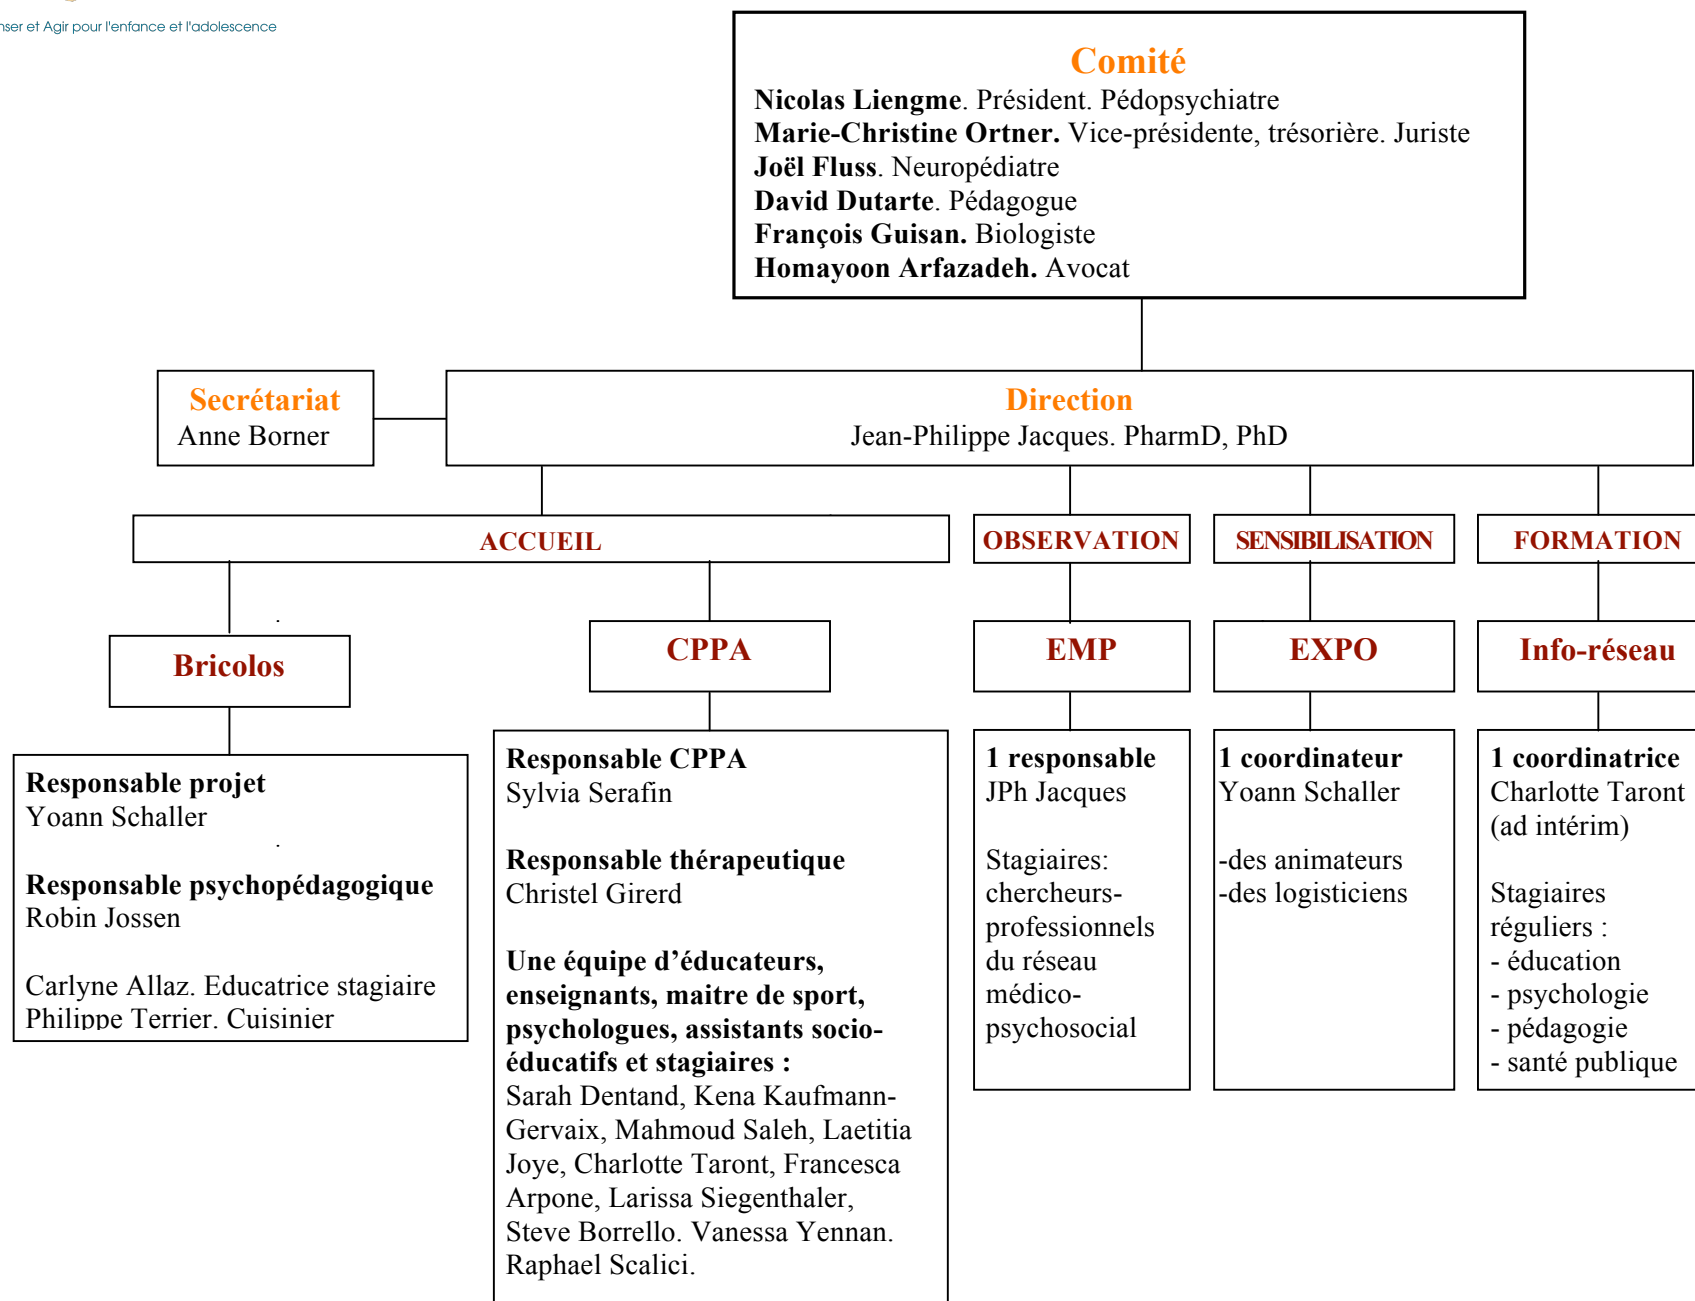 et Agir pour l'enfance et l'adolescence
Comité
Nicolas Liengme. Président. Pédopsychiatre
Marie-Christine Ortner. Vice-présidente, trésorière. Juriste
Joël Fluss. Neuropédiatre
David Dutarte. Pédagogue
François Guisan. Biologiste
Homayoon Arfazadeh. Avocat
Secrétariat
Anne Borner
Direction
Jean-Philippe Jacques. PharmD, PhD
ACCUEIL
OBSERVATION
SENSIBILISATION
FORMATION
Bricolos
CPPA
EMP
EXPO
Info-réseau
Responsable projet
Yoann Schaller
Responsable psychopédagogique
Robin Jossen
Carlyne Allaz. Educatrice stagiaire
Philippe Terrier. Cuisinier
Responsable CPPA
Sylvia Serafin
Responsable thérapeutique
Christel Girerd
Une équipe d’éducateurs,
enseignants, maitre de sport,
psychologues, assistants socio-
éducatifs et stagiaires :
Sarah Dentand, Kena Kaufmann-
Gervaix, Mahmoud Saleh, Laetitia
Joye, Charlotte Taront, Francesca
Arpone, Larissa Siegenthaler,
Steve Borrello. Vanessa Yennan.
Raphael Scalici.
1 responsable
JPh Jacques
Stagiaires:
chercheurs-
professionnels
du réseau
médico-
psychosocial
1 coordinateur
Yoann Schaller
-des animateurs
-des logisticiens
1 coordinatrice
Charlotte Taront
(ad intérim)
Stagiaires
réguliers :
- éducation
- psychologie
- pédagogie
- santé publique